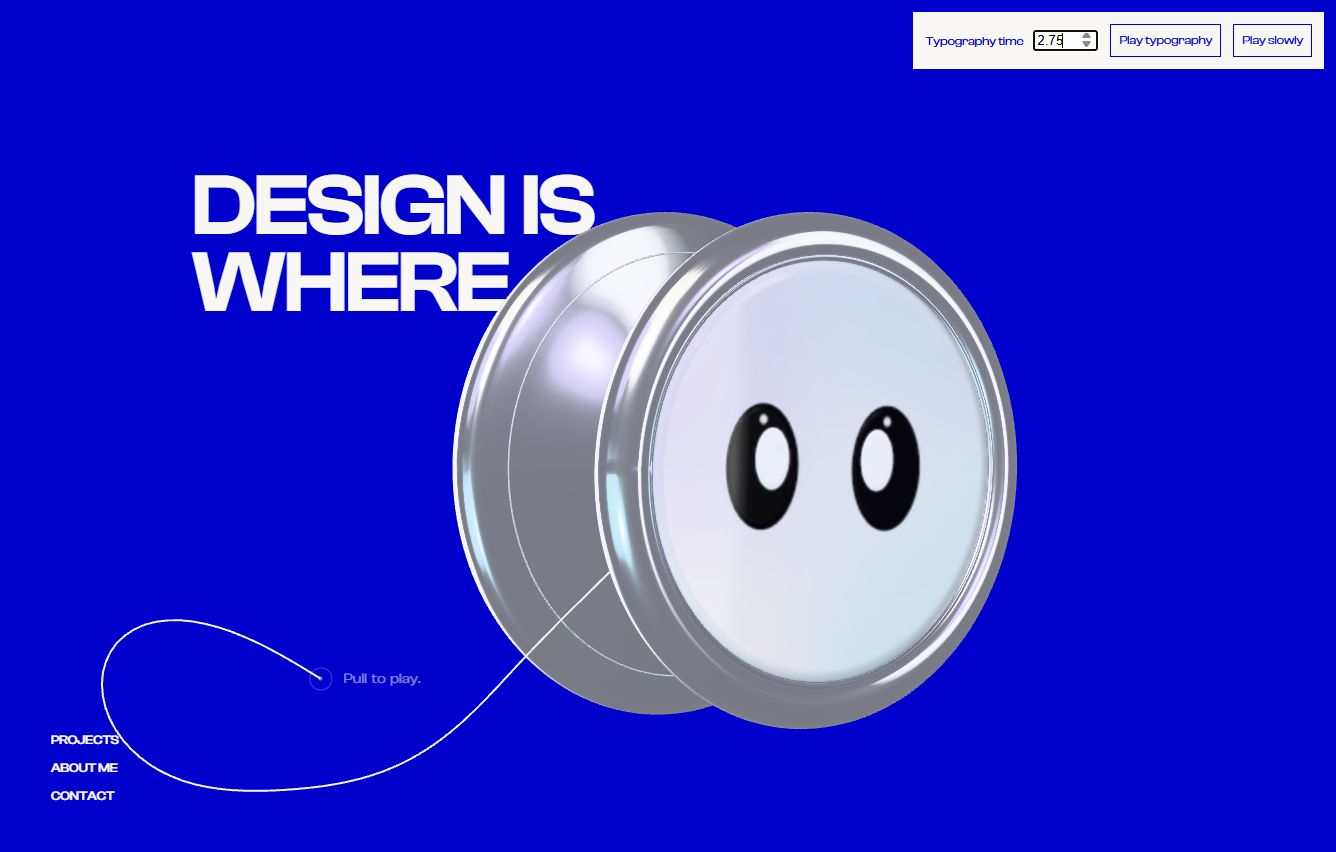 Typography time 2.75 Play typography Play slowly
DESIGN IS
WHERE
Pull to play.
PROJECTS
ABOUT ME
CONTACT